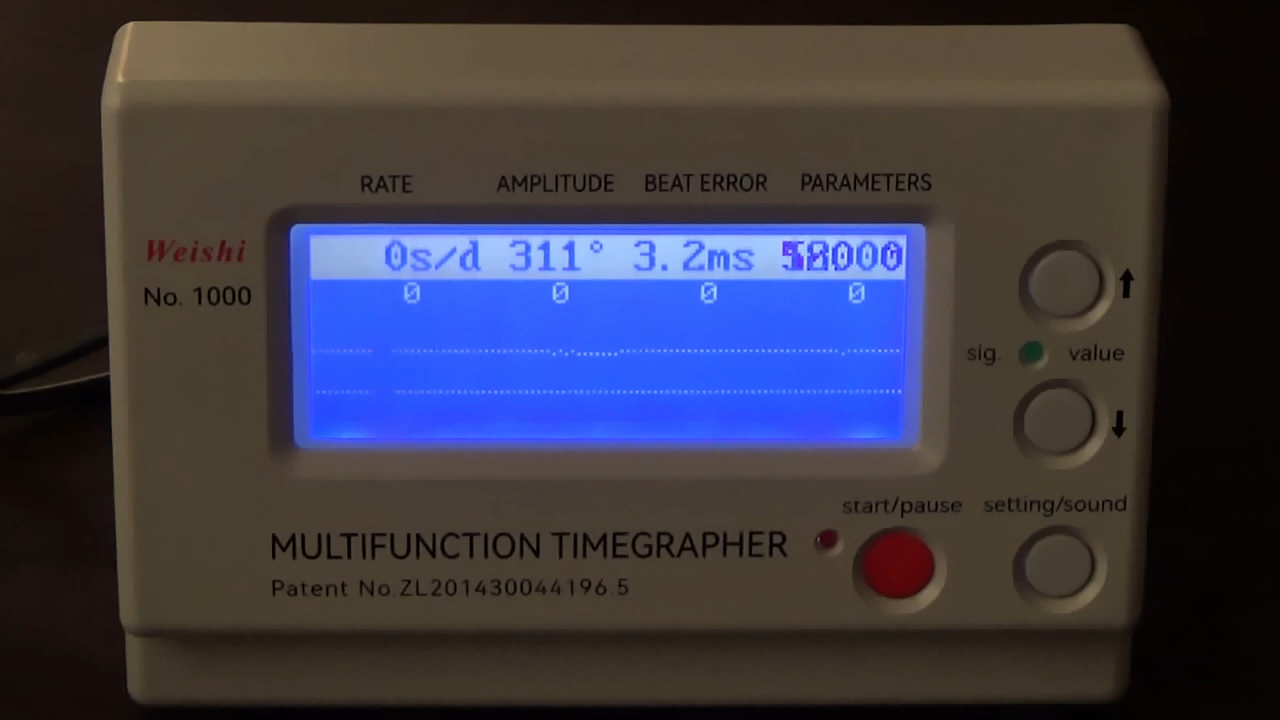 RATE AMPLITUDE BEAT ERROR PARAMETERS
Weishi
No. 1000
0s/d 311° 3.2ms
0 0 0 0
sig. value
start/pause setting/sound
MULTIFUNCTION TIMEGRAPHER
Patent No.ZL201430044196.5